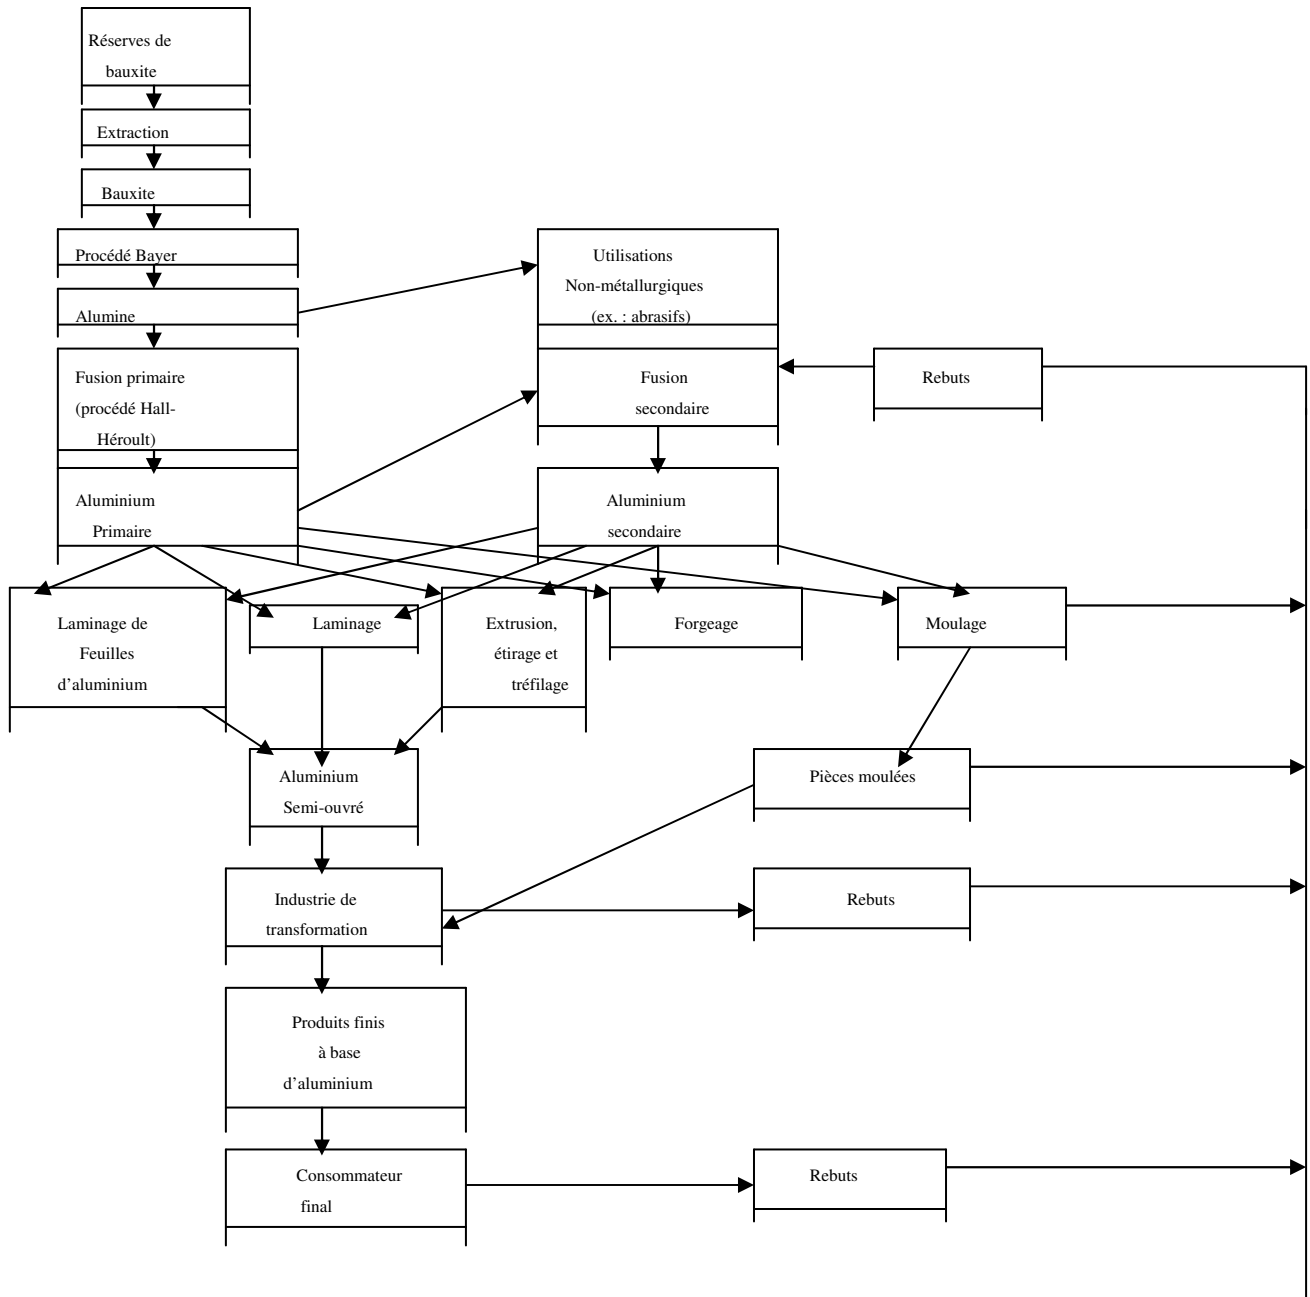 Réserves de
bauxite
Extraction
Bauxite
Procédé Bayer
Alumine
Fusion primaire
(procédé Hall-
Héroult)
Aluminium
Primaire
Utilisations
Non-métallurgiques
(ex. : abrasifs)
Fusion
secondaire
Rebuts
Aluminium
secondaire
Laminage de
Feuilles
d’aluminium
Laminage
Extrusion,
étirage et
tréfilage
Forgeage
Moulage
Aluminium
Semi-ouvré
Pièces moulées
Industrie de
transformation
Rebuts
Produits finis
à base
d’aluminium
Consommateur
final
Rebuts